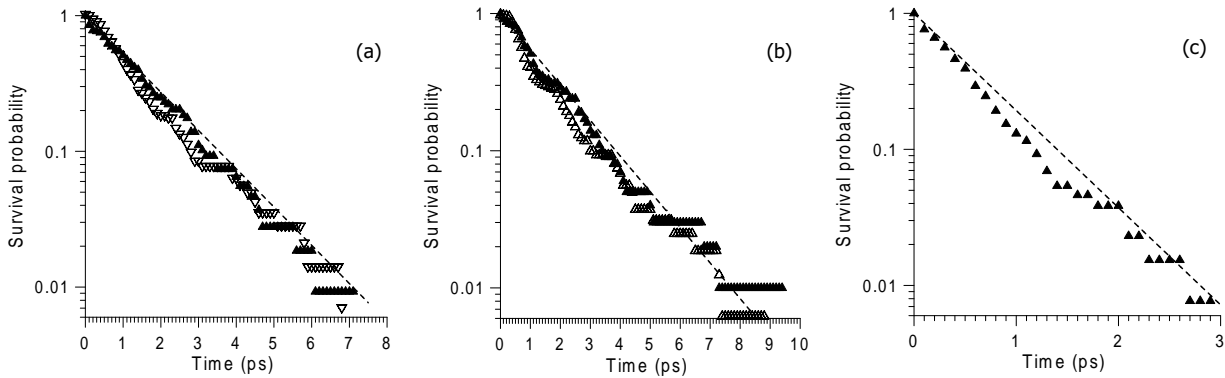 (a)
Survival probability
1
0.1
0.01
0 1 2 3 4 5 6 7 8
Time (ps)
(b)
Survival probability
1
0.1
0.01
0 1 2 3 4 5 6 7 8 9 10
Time (ps)
(c)
Survival probability
1
0.1
0.01
0 1 2 3
Time (ps)